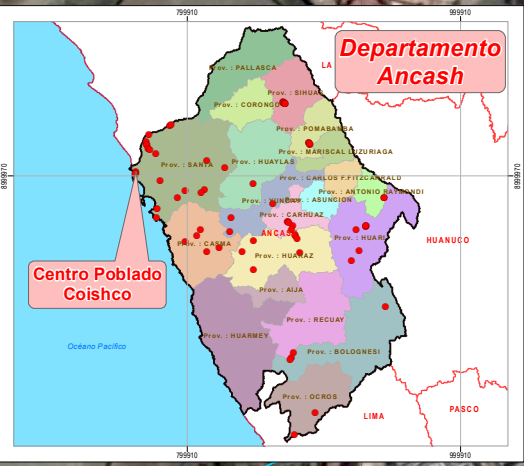 799910
999910
Departamento
Ancash
LA
Prov. : PALLASCA
Prov. : SIHUAS
Prov. : CORONGO
Prov. : POMABAMBA
Prov. : MARISCAL LUZURIAGA
Prov. : SANTA
Prov. : HUAYLAS
Prov. : CARLOS F.FITZCARRALD
Prov. : ANTONIO RAYMONDI
Prov. : YUNGAY
Prov. : ASUNCION
Prov. : CARHUAZ
ANCASH
Prov. : HUARI
HUANUCO
Prov. : CASMA
Prov. : HUARAZ
Centro Poblado
Coishco
Prov. : AIJA
Prov. : RECUAY
Prov. : HUARMEY
Océano Pacífico
Prov. : BOLOGNESI
Prov. : OCROS
LIMA
PASCO
8999970
8999970
799910
999910